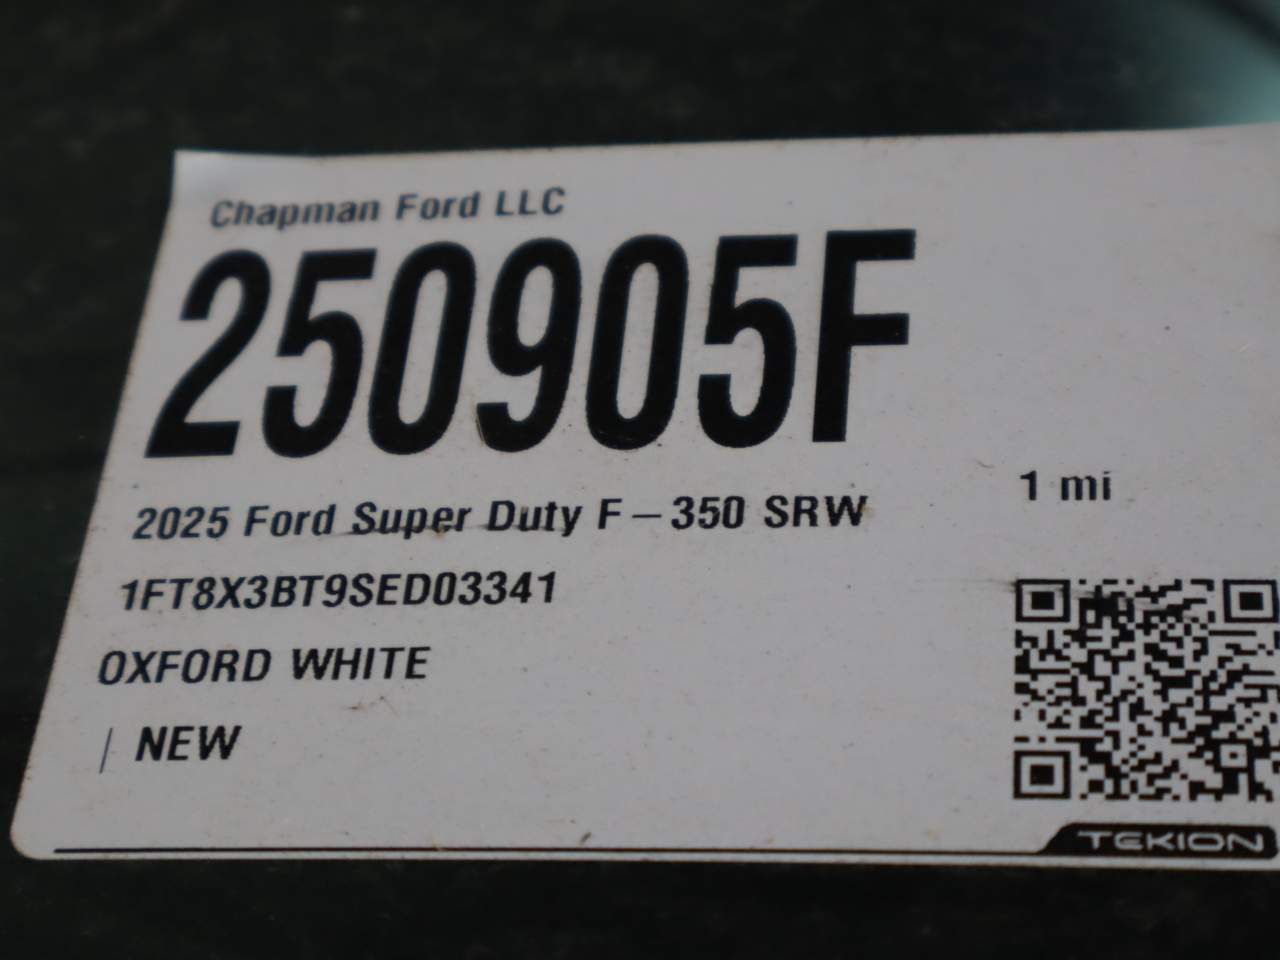 Chapman Ford LLC
250905F
2025 Ford Super Duty F-350 SRW
1 mi
1FT8X3BT9SED03341
OXFORD WHITE
| NEW
TEKION